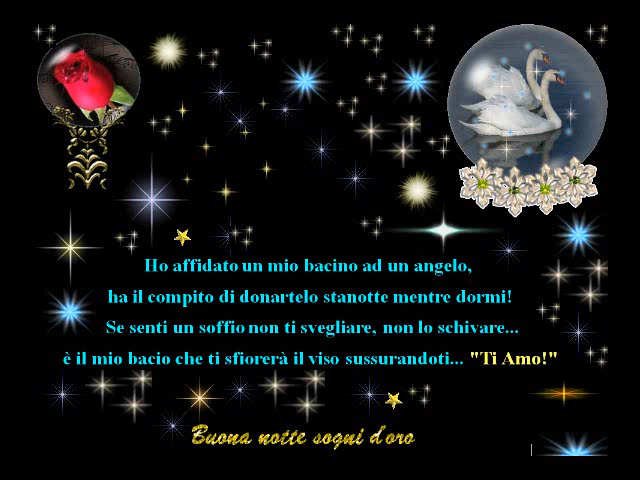 Ho affidato un mio bacino ad un angelo,
ha il compito di donartelo stanotte mentre dormi!
Se senti un soffio non ti svegliare, non lo schivare...
è il mio bacio che ti sfiorerà il viso sussurandoti... "Ti Amo!"
Buona notte sogni d'oro